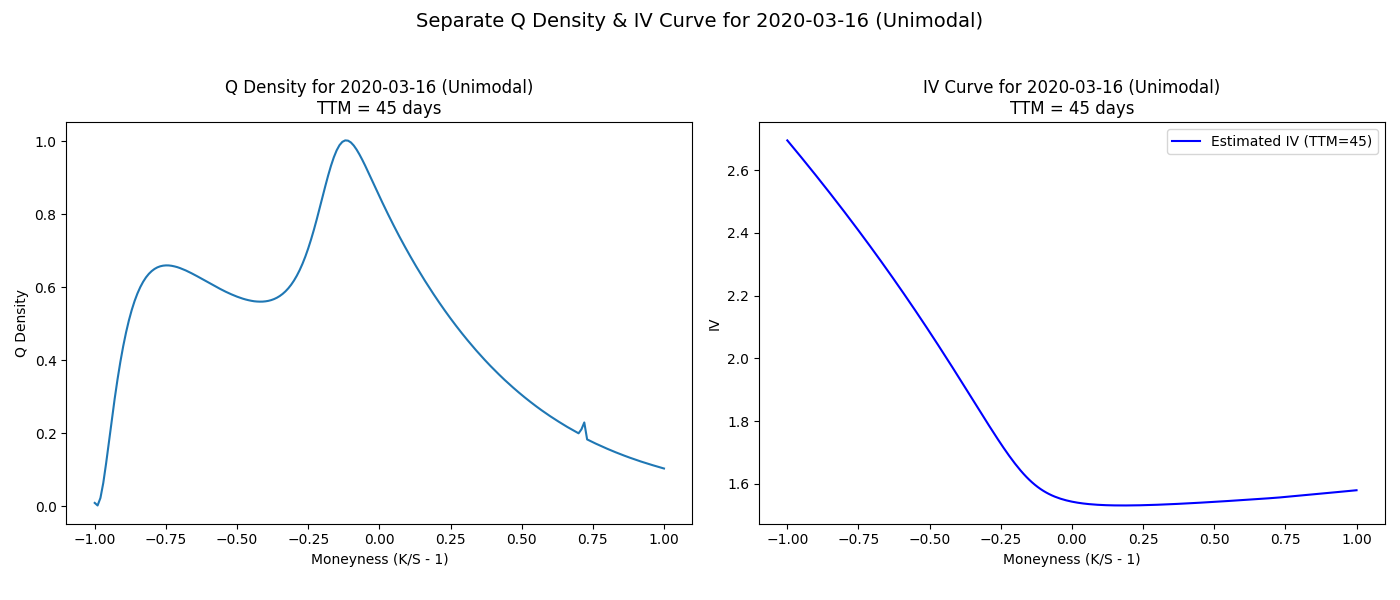 Separate Q Density & IV Curve for 2020-03-16 (Unimodal)
Q Density for 2020-03-16 (Unimodal)
TTM = 45 days
1.0
0.8
0.6
0.4
0.2
0.0
Q Density
−1.00 −0.75 −0.50 −0.25 0.00 0.25 0.50 0.75 1.00
Moneyness (K/S - 1)
IV Curve for 2020-03-16 (Unimodal)
TTM = 45 days
Estimated IV (TTM=45)
2.6
2.4
2.2
2.0
1.8
1.6
IV
−1.00 −0.75 −0.50 −0.25 0.00 0.25 0.50 0.75 1.00
Moneyness (K/S - 1)